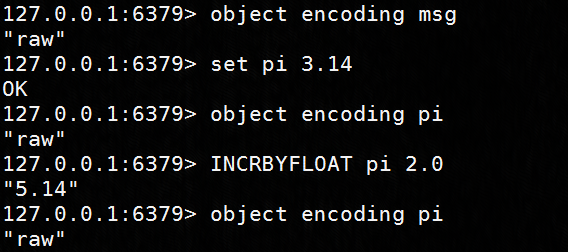 127.0.0.1:6379> object encoding msg
"raw"
127.0.0.1:6379> set pi 3.14
OK
127.0.0.1:6379> object encoding pi
"raw"
127.0.0.1:6379> INCRBYFLOAT pi 2.0
"5.14"
127.0.0.1:6379> object encoding pi
"raw"